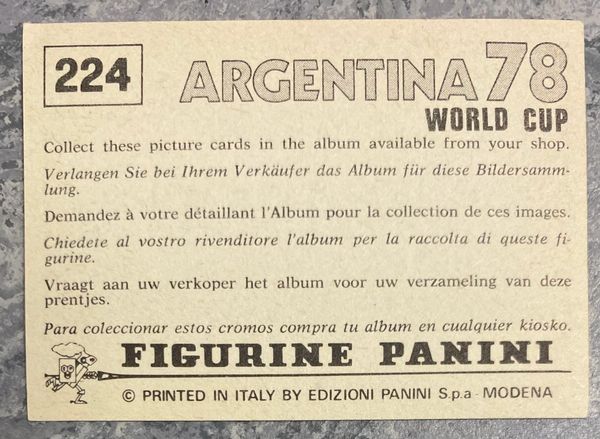 224
ARGENTINA 78
WORLD CUP
Collect these picture cards in the album available from your shop.
Verlangen Sie bei Ihrem Verkäufer das Album für diese Bildersamm-
lung.
Demandez à votre détaillant l'Album pour la collection de ces images.
Chiedete al vostro rivenditore l'album per la raccolta di queste fi-
gurine.
Vraagt aan uw verkoper het album voor uw verzameling van deze
prentjes.
Para coleccionar estos cromos compra tu album en cualquier kiosko.
FIGURINE PANINI
© PRINTED IN ITALY BY EDIZIONI PANINI S.p.a - MODENA